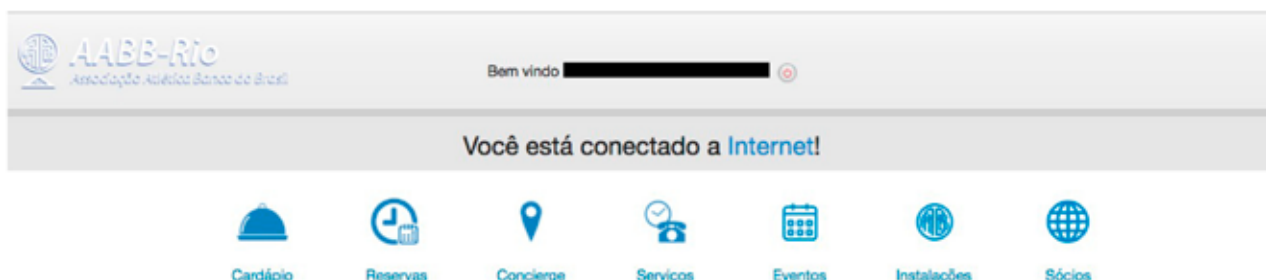 AABB-Rio
Associação Atlética Banco do Brasil
Bem vindo
Você está conectado a Internet!
Cardápio Reservas Concierge Serviços Eventos Instalações Sócios